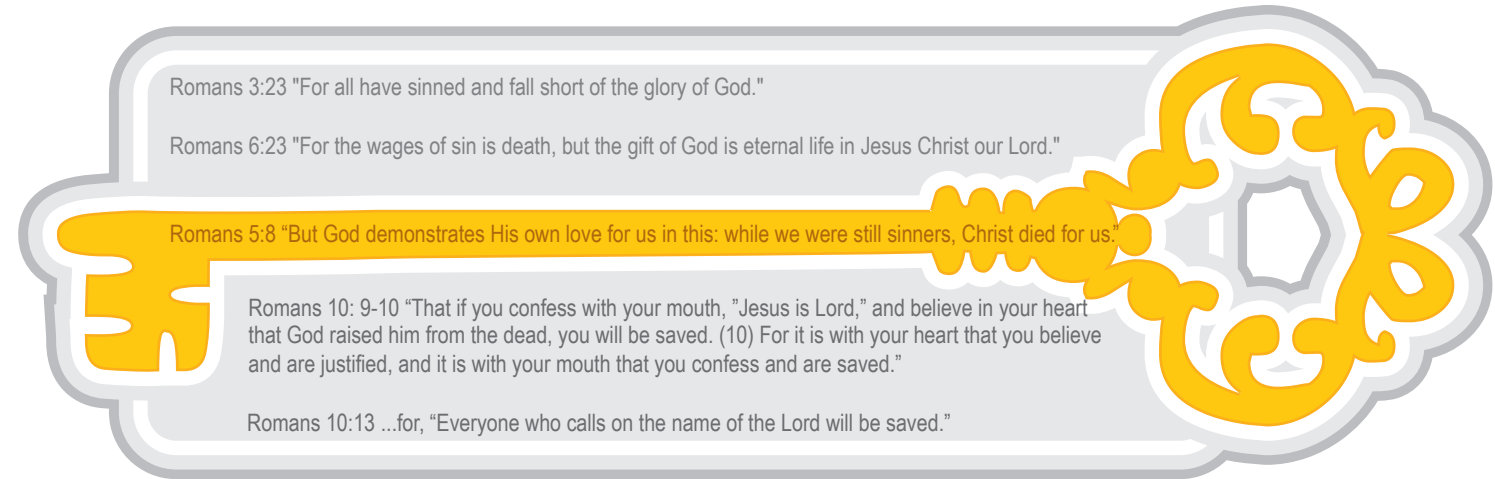 Romans 3:23 "For all have sinned and fall short of the glory of God."
Romans 6:23 "For the wages of sin is death, but the gift of God is eternal life in Jesus Christ our Lord."
Romans 5:8 “But God demonstrates His own love for us in this: while we were still sinners, Christ died for us.”
Romans 10: 9-10 “That if you confess with your mouth, ”Jesus is Lord,” and believe in your heart
that God raised him from the dead, you will be saved. (10) For it is with your heart that you believe
and are justified, and it is with your mouth that you confess and are saved.”
Romans 10:13 ...for, “Everyone who calls on the name of the Lord will be saved.”